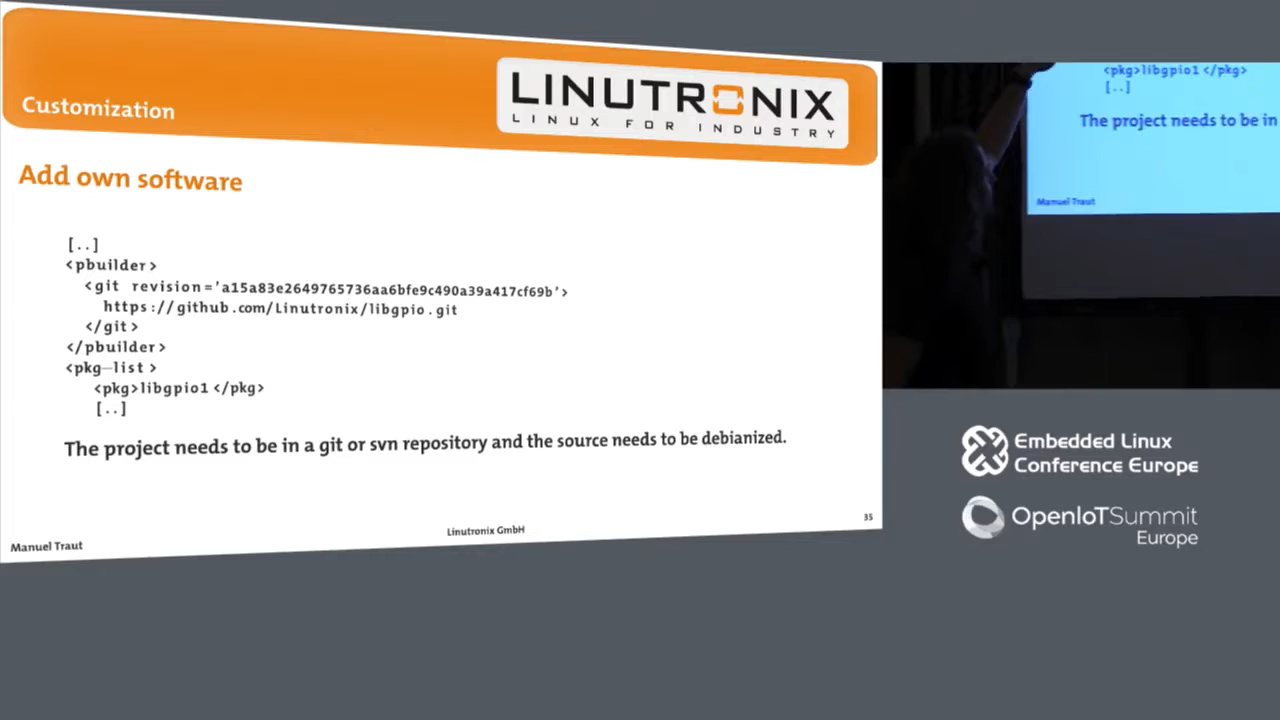 Customization
LINUTRONIX
LINUX FOR INDUSTRY
Add own software
[..]
<pbuilder>
<git revision='a15a83e2649765736aa6bfe9c490a39a417cf69b'>
https://github.com/Linutronix/libgpio.git
</git>
</pbuilder>
<pkg-list>
<pkg>libgpio1</pkg>
[..]
The project needs to be in a git or svn repository and the source needs to be debianized.
Manuel Traut
Linutronix GmbH
35
<pkg>libgpio1</pkg>
[..]
The project needs to be in
Manuel Traut
Embedded Linux
Conference Europe
OpenIoTSummit
Europe